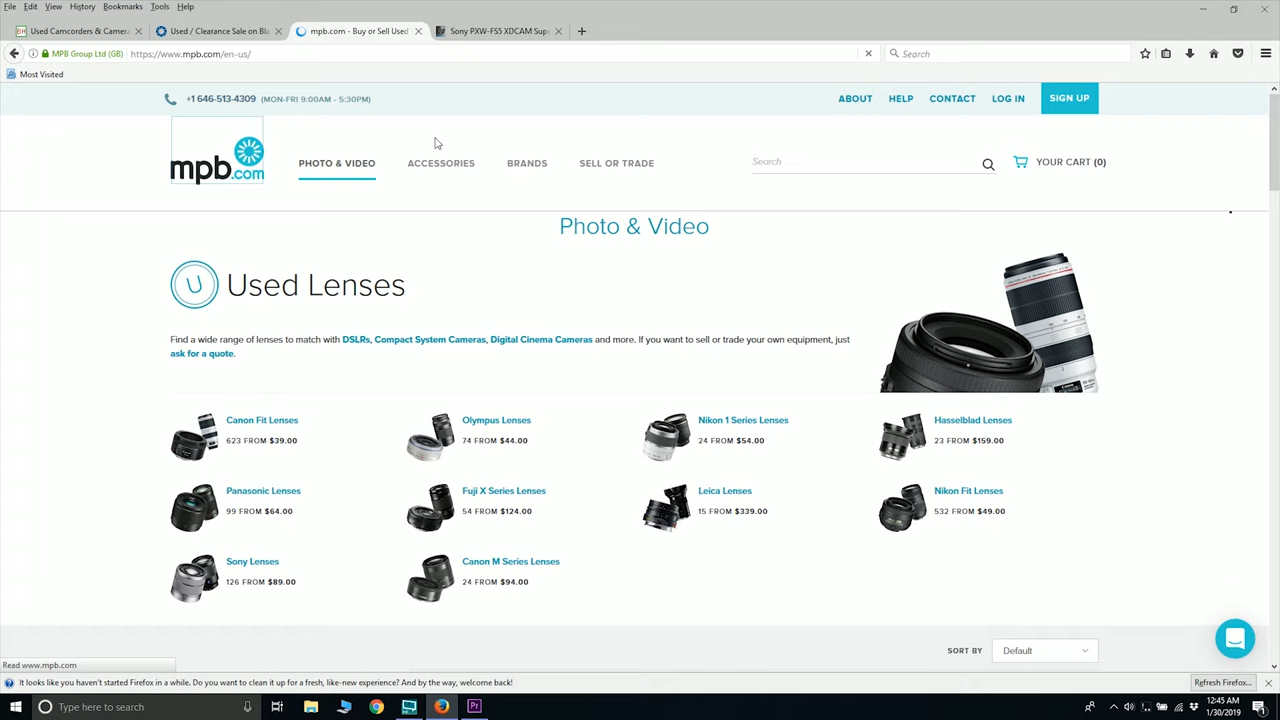 File Edit View History Bookmarks Tools Help
Used Camcorders & Camera
Used / Clearance Sale on Bla
mpb.com - Buy or Sell Used
Sony PXW-FS5 XDCAM Sup
MPB Group Ltd (GB) https://www.mpb.com/en-us/
Search
Most Visited
+1 646-513-4309 (MON-FRI 9:00AM - 5:30PM)
ABOUT HELP CONTACT LOG IN SIGN UP
mpb.com
PHOTO & VIDEO ACCESSORIES BRANDS SELL OR TRADE
Search
YOUR CART (0)
Photo & Video
U Used Lenses
Find a wide range of lenses to match with DSLRs, Compact System Cameras, Digital Cinema Cameras and more. If you want to sell or trade your own equipment, just
ask for a quote.
Canon Fit Lenses
623 FROM $39.00
Olympus Lenses
74 FROM $44.00
Nikon 1 Series Lenses
24 FROM $54.00
Hasselblad Lenses
23 FROM $159.00
Panasonic Lenses
99 FROM $64.00
Fuji X Series Lenses
54 FROM $124.00
Leica Lenses
15 FROM $339.00
Nikon Fit Lenses
532 FROM $49.00
Sony Lenses
126 FROM $89.00
Canon M Series Lenses
24 FROM $94.00
SORT BY Default
Read www.mpb.com
It looks like you haven't started Firefox in a while. Do you want to clean it up for a fresh, like-new experience? And by the way, welcome back!
Refresh Firefox...
Type here to search
12:45 AM
1/30/2019